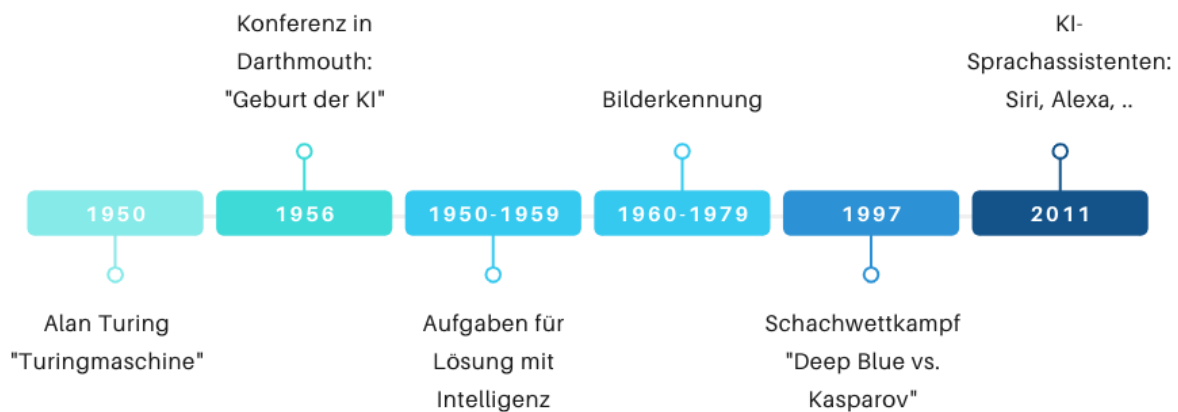 Konferenz in
Darthmouth:
"Geburt der KI"
Bilderkennung
KI-
Sprachassistenten:
Siri, Alexa, ..
1950
1956
1950-1959
1960-1979
1997
2011
Alan Turing
"Turingmaschine"
Aufgaben für
Lösung mit
Intelligenz
Schachwettkampf
"Deep Blue vs.
Kasparov"